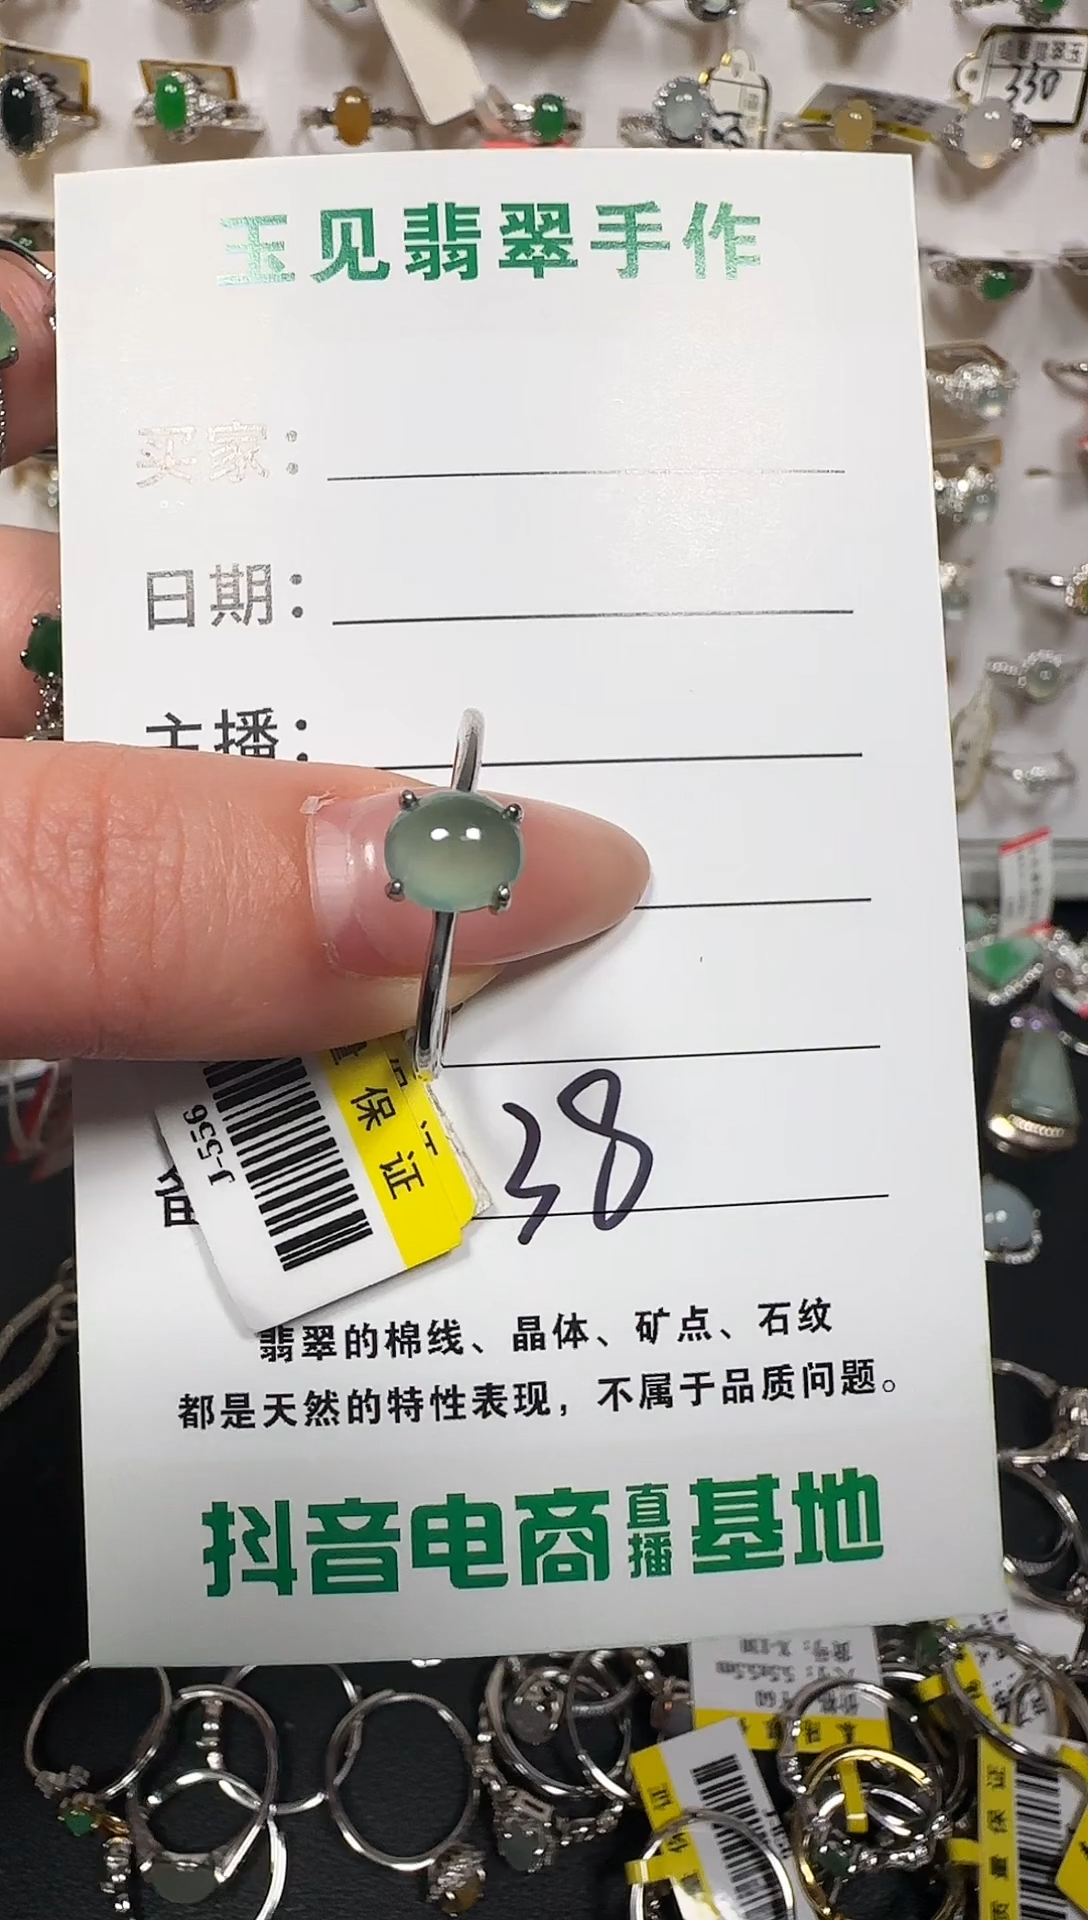 330
玉见翡翠手作
买家：
日期：
主播：
J-556
质量保证
38
翡翠的棉线、晶体、矿点、石纹
都是天然的特性表现，不属于品质问题。
抖音电商直播基地